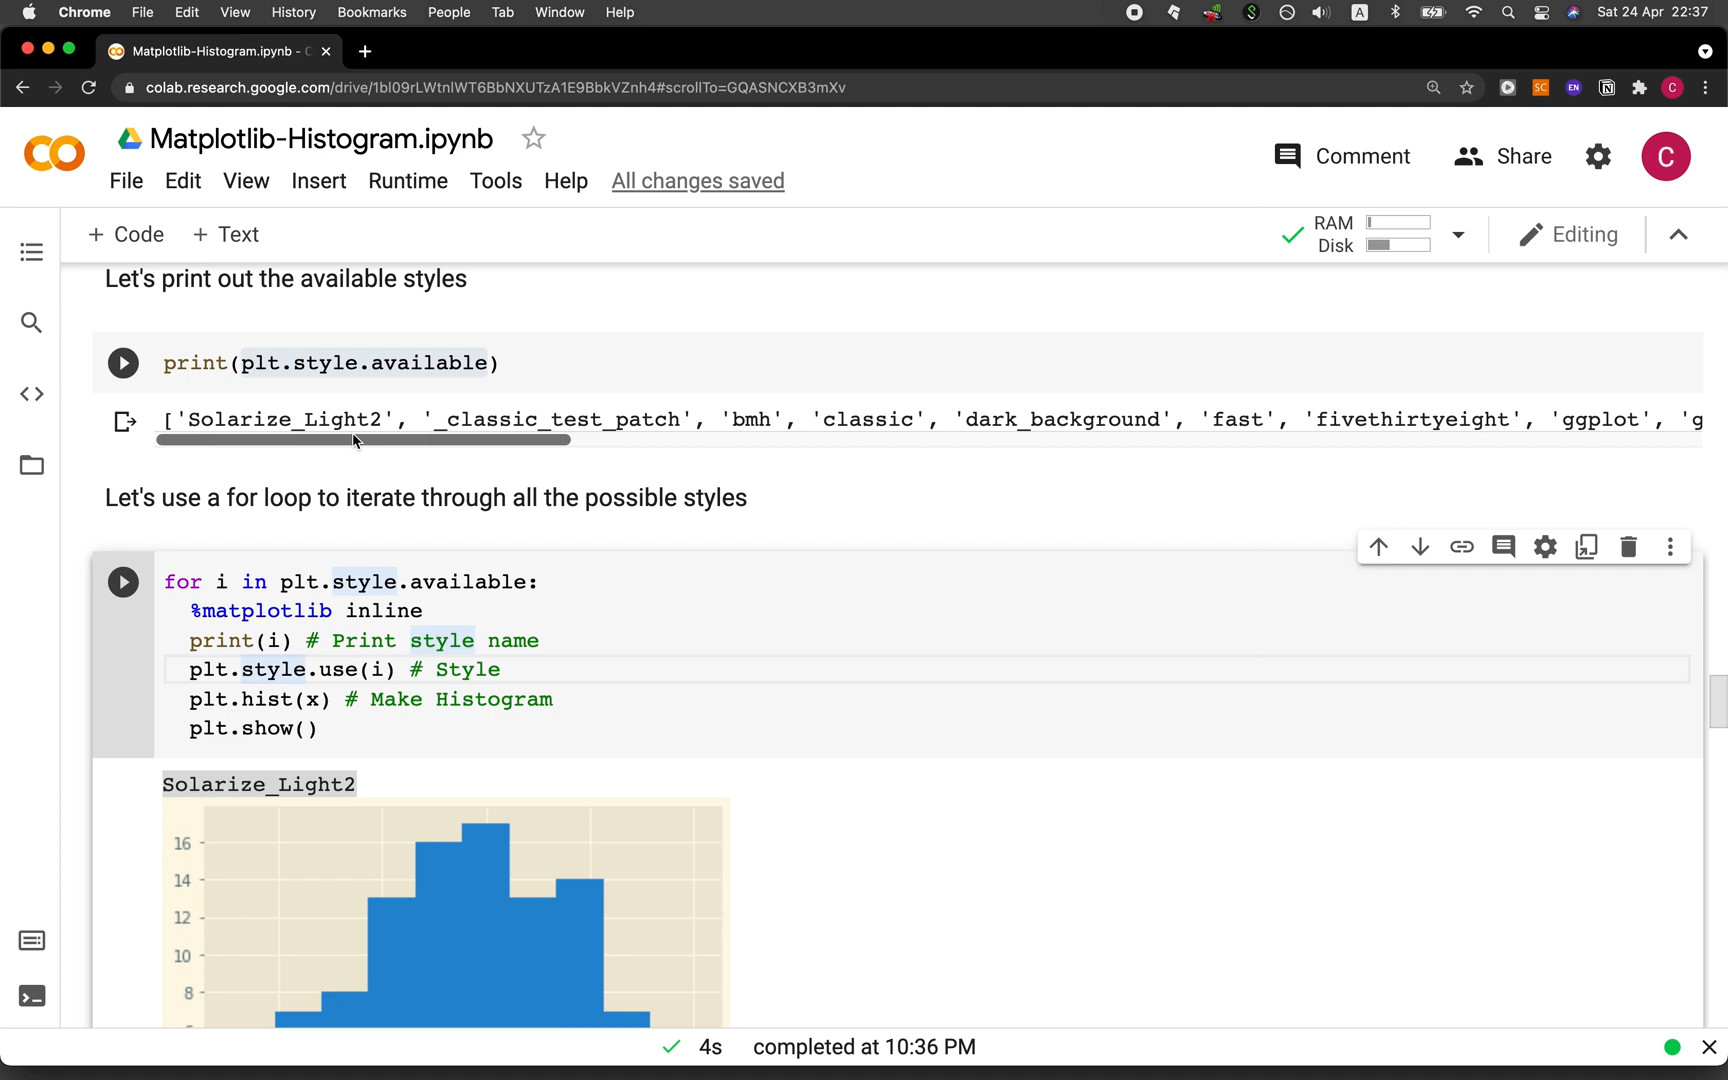 Chrome File Edit View History Bookmarks People Tab Window Help A Sat 24 Apr 22:37
Matplotlib-Histogram.ipynb - C
colab.research.google.com/drive/1bl09rLWtnlWT6BbNXUTzA1E9BbkVZnh4#scrollTo=GQASNCXB3mXv SC EN C
Matplotlib-Histogram.ipynb
Comment Share C
File Edit View Insert Runtime Tools Help All changes saved
+ Code + Text RAM Disk Editing
Let's print out the available styles
print(plt.style.available)
['Solarize_Light2', '_classic_test_patch', 'bmh', 'classic', 'dark_background', 'fast', 'fivethirtyeight', 'ggplot', 'g
Let's use a for loop to iterate through all the possible styles
for i in plt.style.available:
%matplotlib inline
print(i) # Print style name
plt.style.use(i) # Style
plt.hist(x) # Make Histogram
plt.show()
Solarize_Light2
16
14
12
10
8
4s completed at 10:36 PM